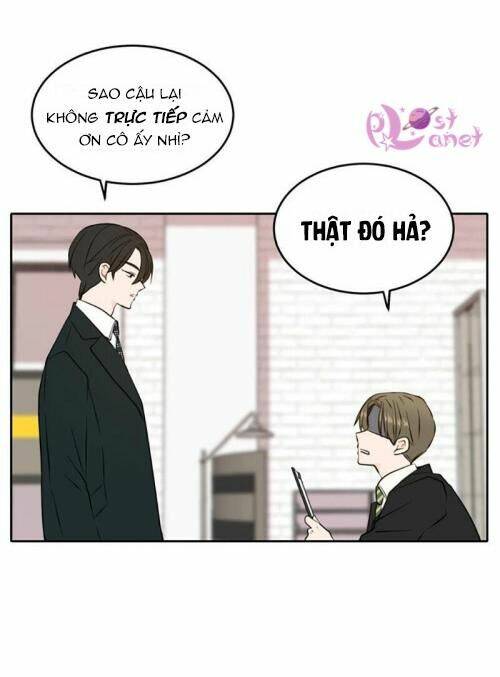 SAO CẬU LẠI
KHÔNG TRỰC TIẾP CẢM
ƠN CÔ ẤY NHỈ?
Lost
Planet
THẬT ĐÓ HẢ?